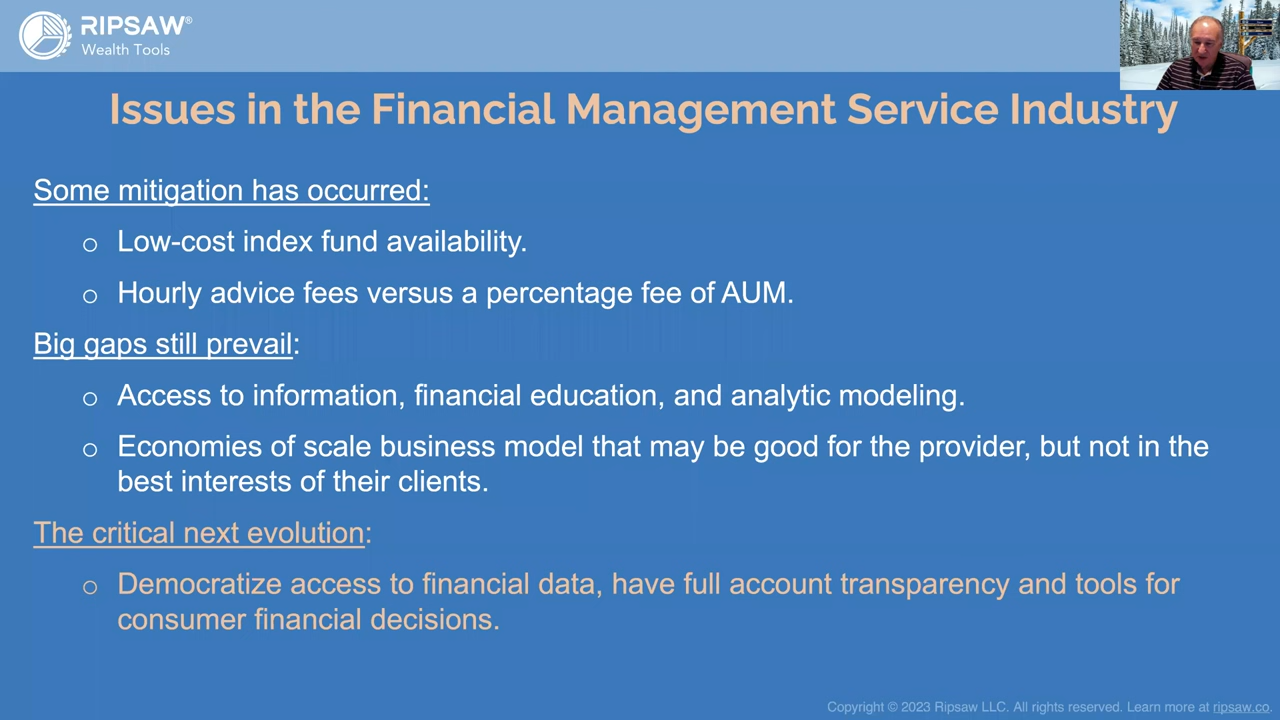 RIPSAW®
Wealth Tools
Issues in the Financial Management Service Industry
Some mitigation has occurred:
o Low-cost index fund availability.
o Hourly advice fees versus a percentage fee of AUM.
Big gaps still prevail:
o Access to information, financial education, and analytic modeling.
o Economies of scale business model that may be good for the provider, but not in the
best interests of their clients.
The critical next evolution:
o Democratize access to financial data, have full account transparency and tools for
consumer financial decisions.
Copyright © 2023 Ripsaw LLC. All rights reserved. Learn more at ripsaw.co.